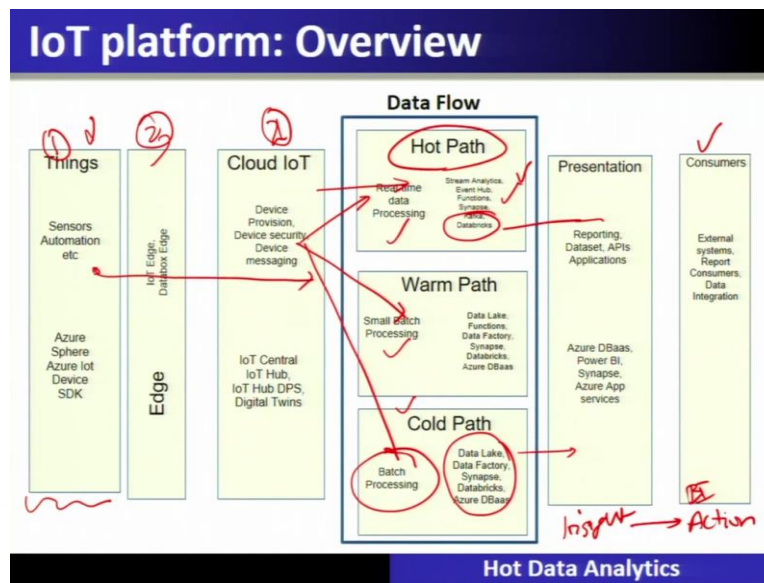 IoT platform: Overview
Data Flow
Things
Sensors
Automation
etc
Azure
Sphere
Azure Iot
Device
SDK
IoT Edge,
Databox Edge
Edge
Cloud IoT
Device
Provision,
Device security
Device
messaging
IoT Central
IoT Hub,
IoT Hub DPS,
Digital Twins
Hot Path
Real time
data
Processing
Stream Analytics,
Event Hub,
Functions,
Synapse,
Kafka,
Databricks
Warm Path
Small Batch
Processing
Data Lake,
Functions,
Data Factory,
Synapse,
Databricks,
Azure DBaas
Cold Path
Batch
Processing
Data Lake,
Data Factory,
Synapse,
Databricks,
Azure DBaas
Presentation
Reporting,
Dataset, APIs
Applications
Azure DBaas,
Power BI,
Synapse,
Azure App
services
Consumers
External
systems,
Report
Consumers,
Data
Integration
Insight
Action
Hot Data Analytics